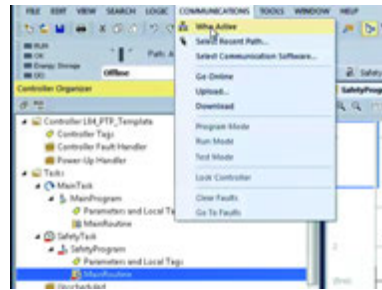 FILE EDIT VIEW SEARCH LOGIC COMMUNICATIONS TOOLS WINDOW HELP
Who Active
Select Recent Path...
Select Communication Software...
Go Online
Upload...
Download
Program Mode
Run Mode
Test Mode
Lock Controller
Clear Faults
Go To Faults
RUN
OK
Energy Storage
I/O
Offline
Path:
Controller Organizer
Controller L84_PTP_Template
Controller Tags
Controller Fault Handler
Power-Up Handler
Tasks
MainTask
MainProgram
Parameters and Local Tags
MainRoutine
SafetyTask
SafetyProgram
Parameters and Local Tags
MainRoutine
Unscheduled